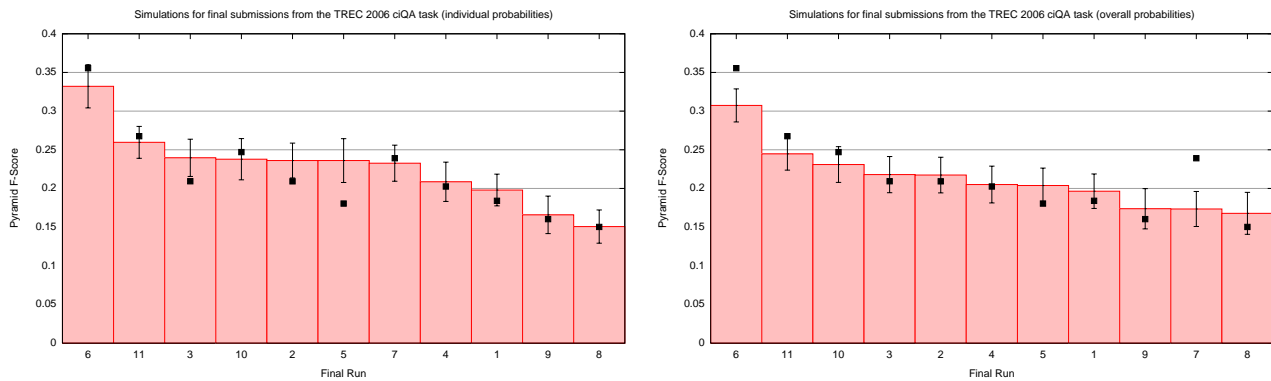 Simulations for final submissions from the TREC 2006 ciQA task (individual probabilities)
0.4
0.35
0.3
0.25
0.2
0.15
0.1
0.05
0
Pyramid F-Score
6 11 3 10 2 5 7 4 1 9 8
Final Run
Simulations for final submissions from the TREC 2006 ciQA task (overall probabilities)
0.4
0.35
0.3
0.25
0.2
0.15
0.1
0.05
0
Pyramid F-Score
6 11 10 3 2 4 5 1 9 7 8
Final Run